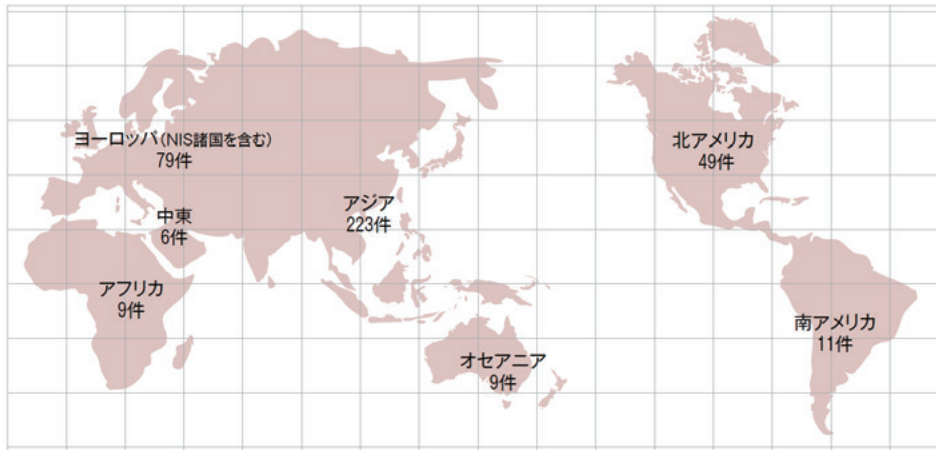 ヨーロッパ(NIS諸国を含む)
79件
中東
6件
アジア
223件
アフリカ
9件
オセアニア
9件
北アメリカ
49件
南アメリカ
11件